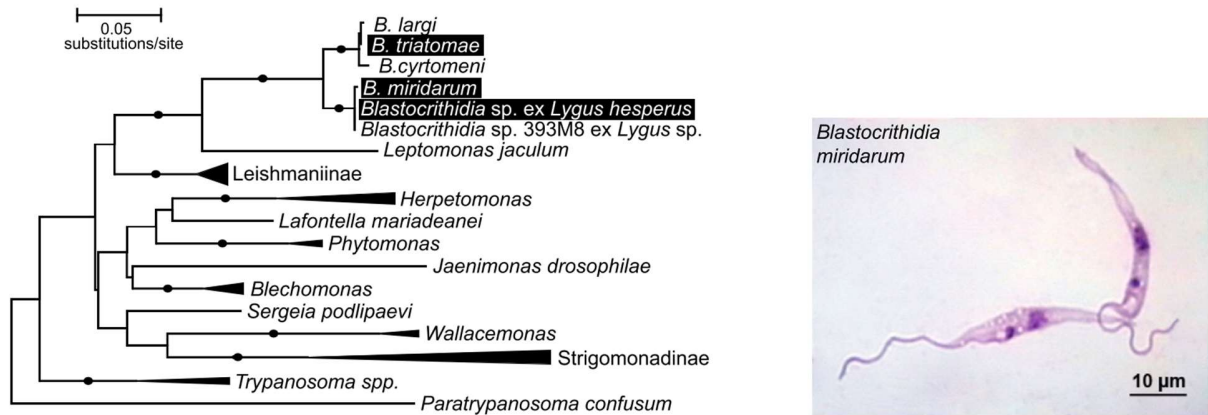 0.05
substitutions/site
B. largi
B. triatomae
B.cyrtomeni
B. miridarum
Blastocrithidia sp. ex Lygus hesperus
Blastocrithidia sp. 393M8 ex Lygus sp.
Leptomonas jaculum
Leishmaniinae
Herpetomonas
Lafontella mariadeanei
Phytomonas
Jaenimonas drosophilae
Blechomonas
Sergeia podlipaevi
Wallacemonas
Strigomonadinae
Trypanosoma spp.
Paratrypanosoma confusum
Blastocrithidia
miridarum
10 µm